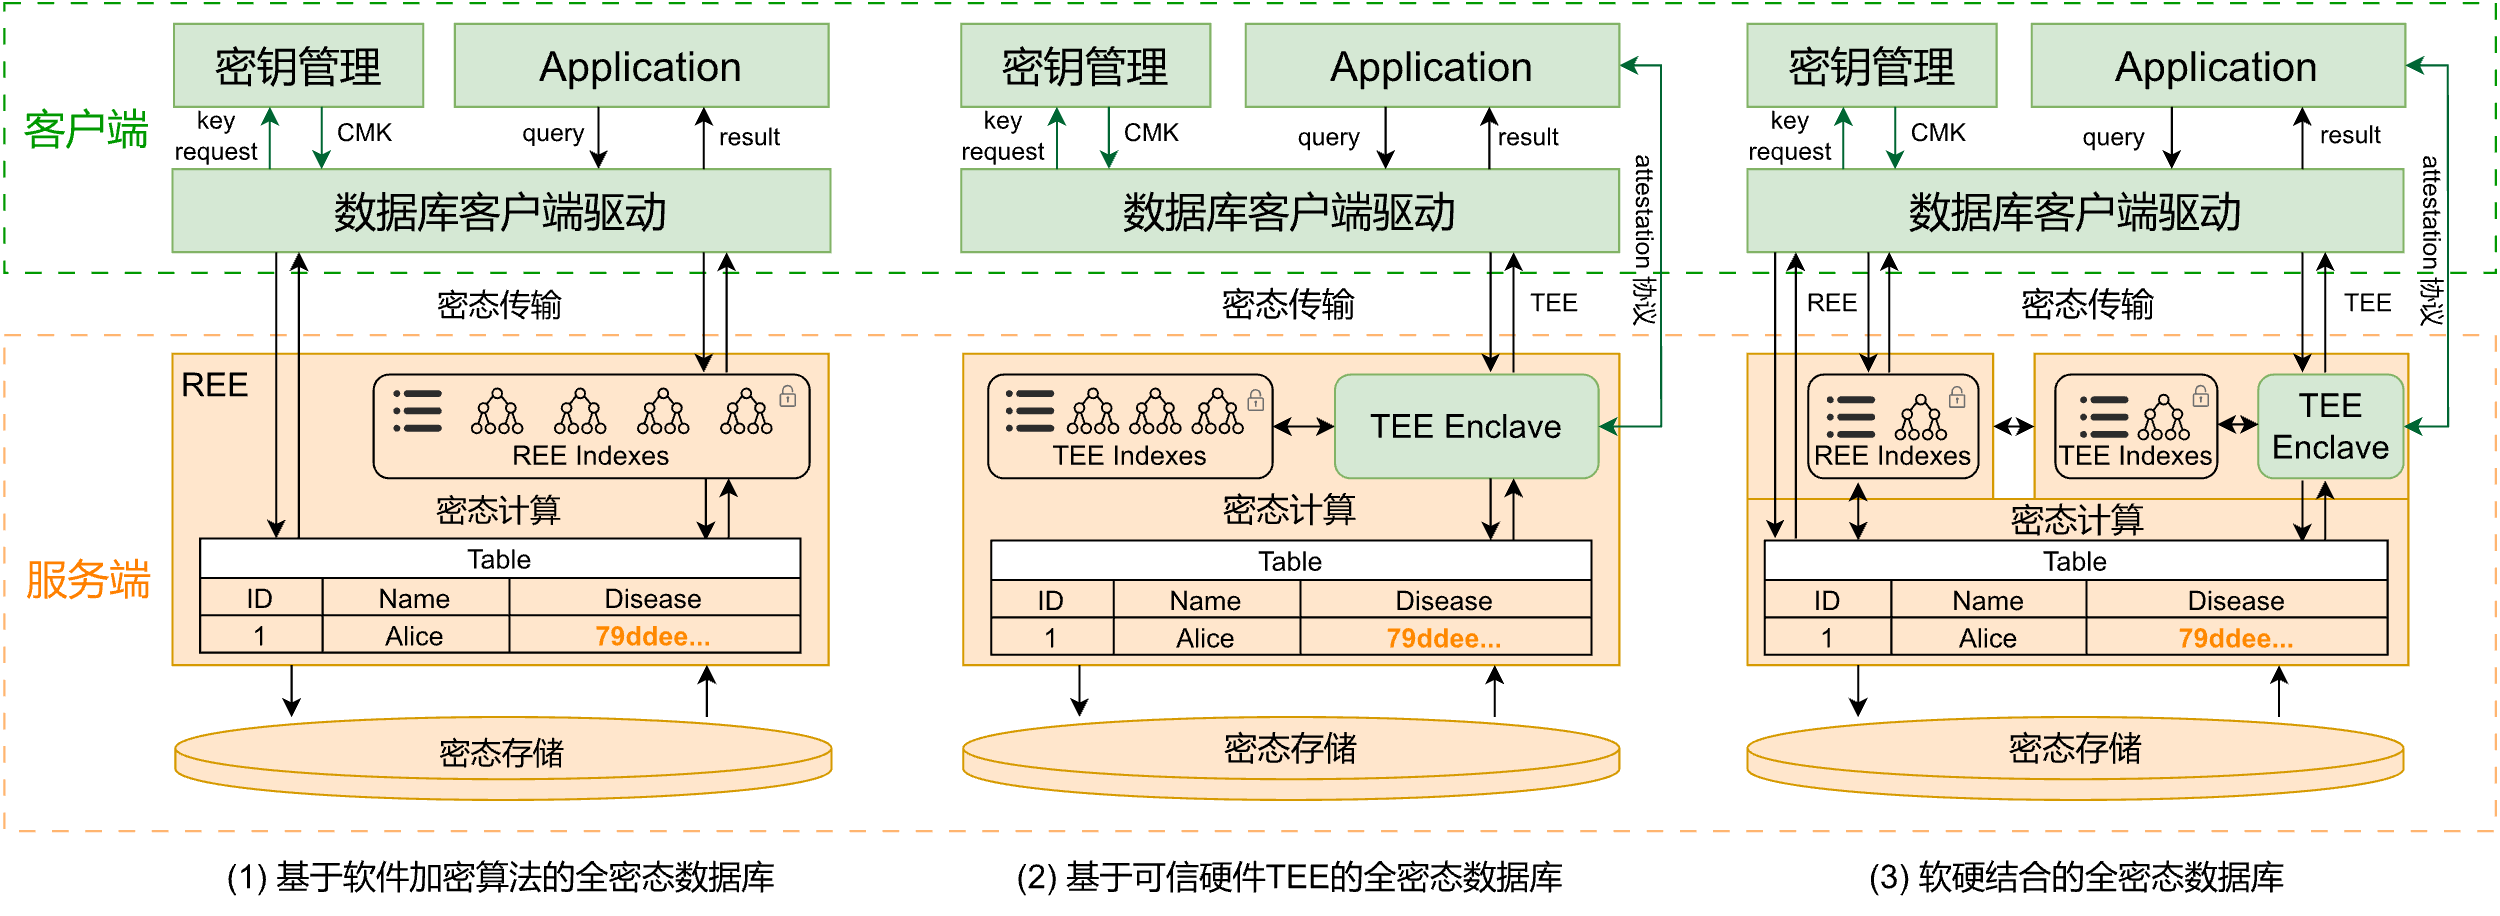 客户端
密钥管理
Application
key
request
CMK
query
result
数据库客户端驱动
密态传输
服务端
REE
REE Indexes
密态计算
Table
ID Name Disease
1 Alice 79ddee...
密态存储
(1) 基于软件加密算法的全密态数据库
密钥管理
Application
key
request
CMK
query
result
attestation 协议
数据库客户端驱动
密态传输
TEE
TEE Indexes
TEE Enclave
密态计算
Table
ID Name Disease
1 Alice 79ddee...
密态存储
(2) 基于可信硬件TEE的全密态数据库
密钥管理
Application
key
request
CMK
query
result
attestation 协议
数据库客户端驱动
REE
密态传输
TEE
REE Indexes
TEE Indexes
TEE
Enclave
密态计算
Table
ID Name Disease
1 Alice 79ddee...
密态存储
(3) 软硬结合的全密态数据库